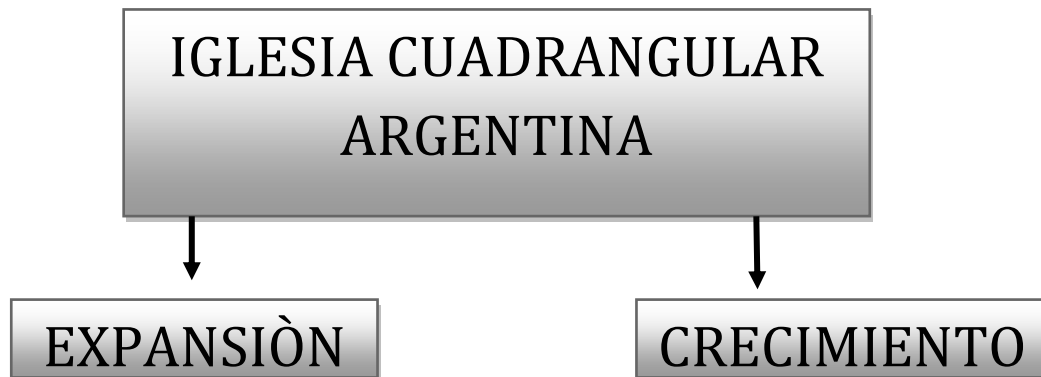 IGLESIA CUADRANGULAR
ARGENTINA
EXPANSIÒN
CRECIMIENTO